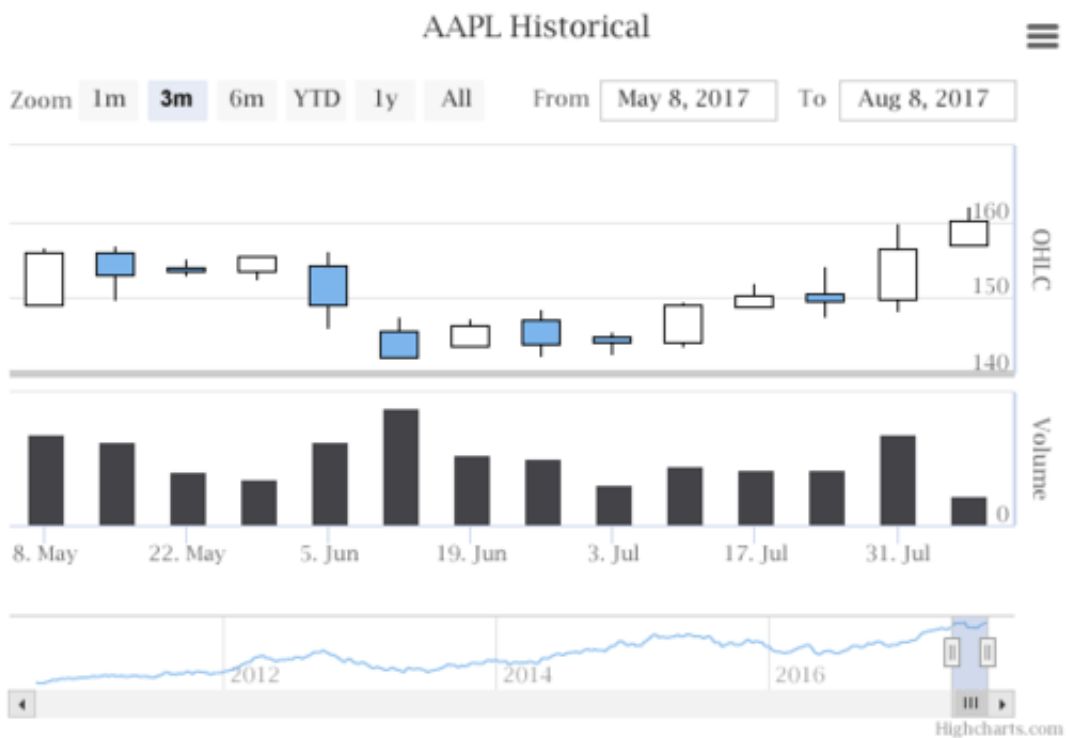 AAPL Historical
Zoom 1m 3m 6m YTD 1y All From May 8, 2017 To Aug 8, 2017
160
150
140
OHLC
Volume
0
8. May 22. May 5. Jun 19. Jun 3. Jul 17. Jul 31. Jul
2012 2014 2016
Highcharts.com